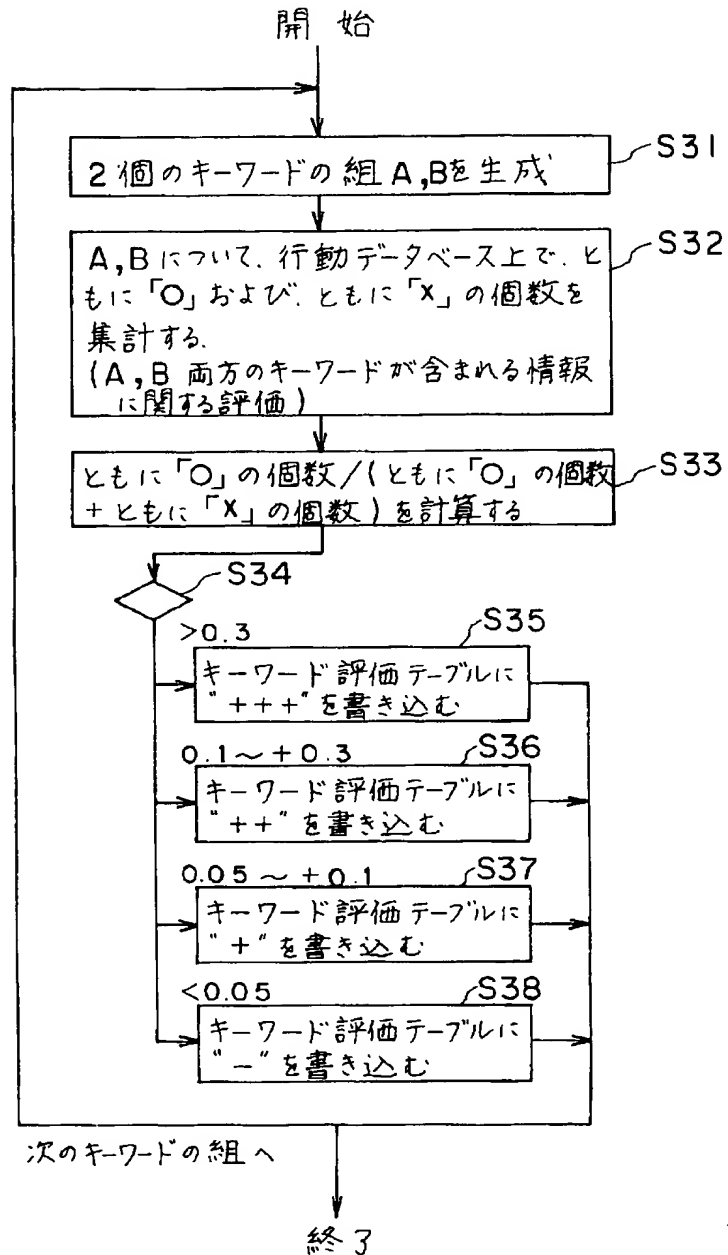 開始
2個のキーワードの組A,Bを生成
S31
A,Bについて、行動データベース上で、と
もに「O」および、ともに「X」の個数を
集計する.
(A,B両方のキーワードが含まれる情報
に関する評価)
S32
ともに「O」の個数/(ともに「O」の個数
+ともに「X」の個数)を計算する
S33
S34
>0.3
S35
キーワード評価テーブルに
"+++"を書き込む
0.1~+0.3
S36
キーワード評価テーブルに
"++"を書き込む
0.05~+0.1
S37
キーワード評価テーブルに
"+"を書き込む
<0.05
S38
キーワード評価テーブルに
"-"を書き込む
次のキーワードの組へ
終了